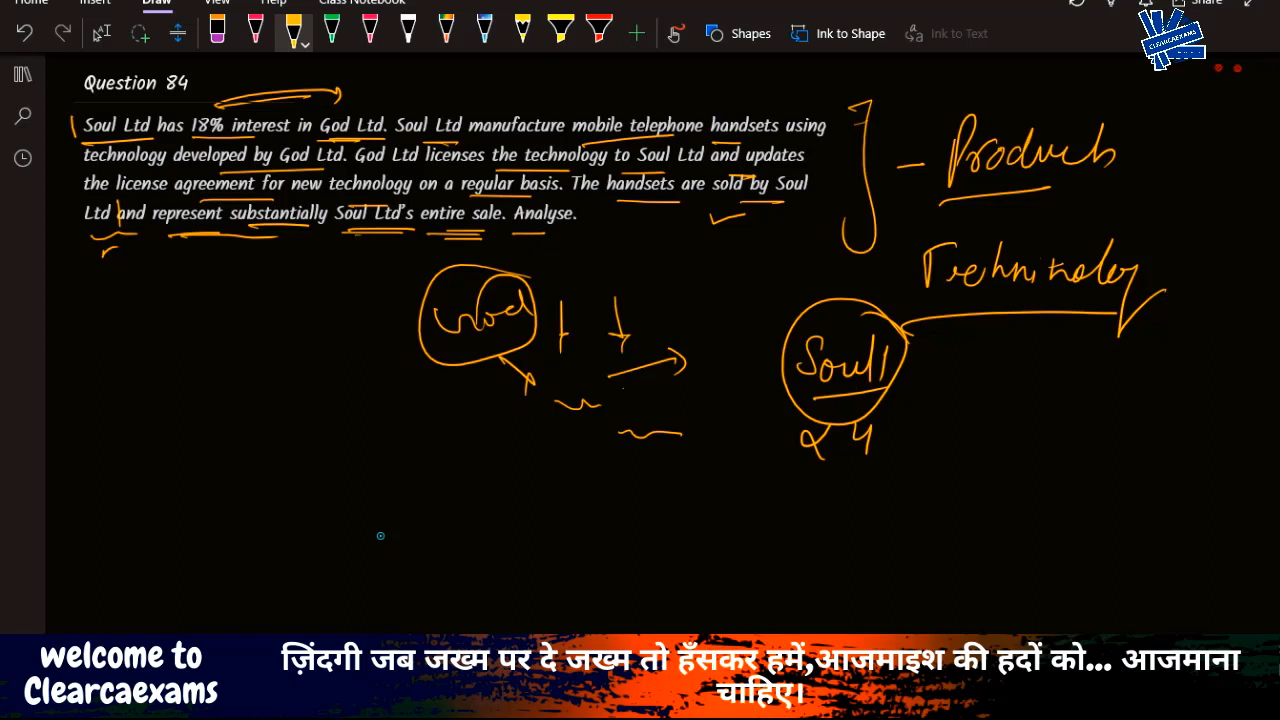 Home Insert Draw View Help Class Notebook Share
Shapes Ink to Shape Ink to Text
CLEARCAEXAMS
Question 84
Soul Ltd has 18% interest in God Ltd. Soul Ltd manufacture mobile telephone handsets using
technology developed by God Ltd. God Ltd licenses the technology to Soul Ltd and updates
the license agreement for new technology on a regular basis. The handsets are sold by Soul
Ltd and represent substantially Soul Ltd's entire sale. Analyse.
- Products
God
Soul
welcome to
Clearcaexams
ज़िंदगी जब जख्म पर दे जख्म तो हँसकर हमें,आजमाइश की हदों को... आजमाना
चाहिए।